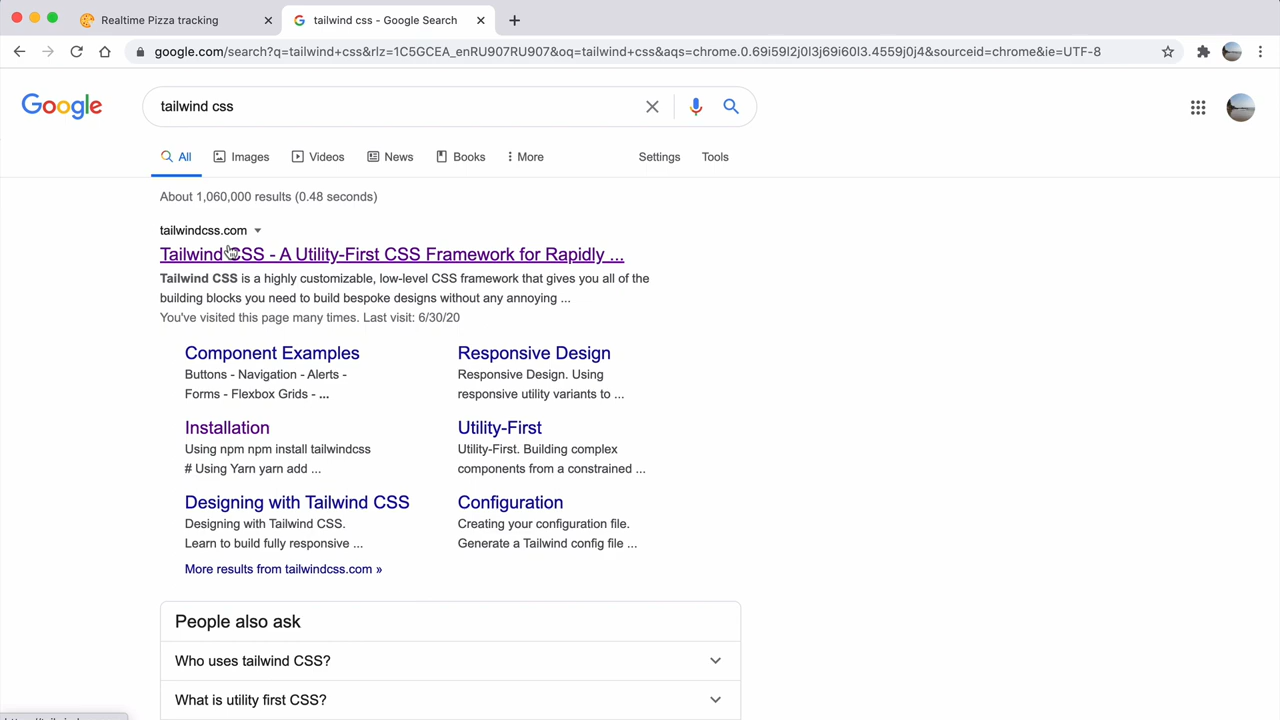 Realtime Pizza tracking
tailwind css - Google Search
google.com/search?q=tailwind+css&rlz=1C5GCEA_enRU907RU907&oq=tailwind+css&aqs=chrome.0.69i59l2j0l3j69i60l3.4559j0j4&sourceid=chrome&ie=UTF-8
Google
tailwind css
All Images Videos News Books More Settings Tools
About 1,060,000 results (0.48 seconds)
tailwindcss.com
Tailwind CSS - A Utility-First CSS Framework for Rapidly ...
Tailwind CSS is a highly customizable, low-level CSS framework that gives you all of the
building blocks you need to build bespoke designs without any annoying ...
You've visited this page many times. Last visit: 6/30/20
Component Examples
Buttons - Navigation - Alerts -
Forms - Flexbox Grids - ...
Responsive Design
Responsive Design. Using
responsive utility variants to ...
Installation
Using npm npm install tailwindcss
# Using Yarn yarn add ...
Utility-First
Utility-First. Building complex
components from a constrained ...
Designing with Tailwind CSS
Designing with Tailwind CSS.
Learn to build fully responsive ...
Configuration
Creating your configuration file.
Generate a Tailwind config file ...
More results from tailwindcss.com »
People also ask
Who uses tailwind CSS?
What is utility first CSS?